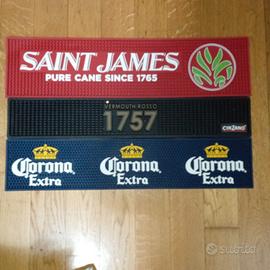 SAINT JAMES
PURE CANE SINCE 1765
VERMOUTH ROSSO
1757
CINZANO
Corona Corona Corona
Extra Extra Extra
subito